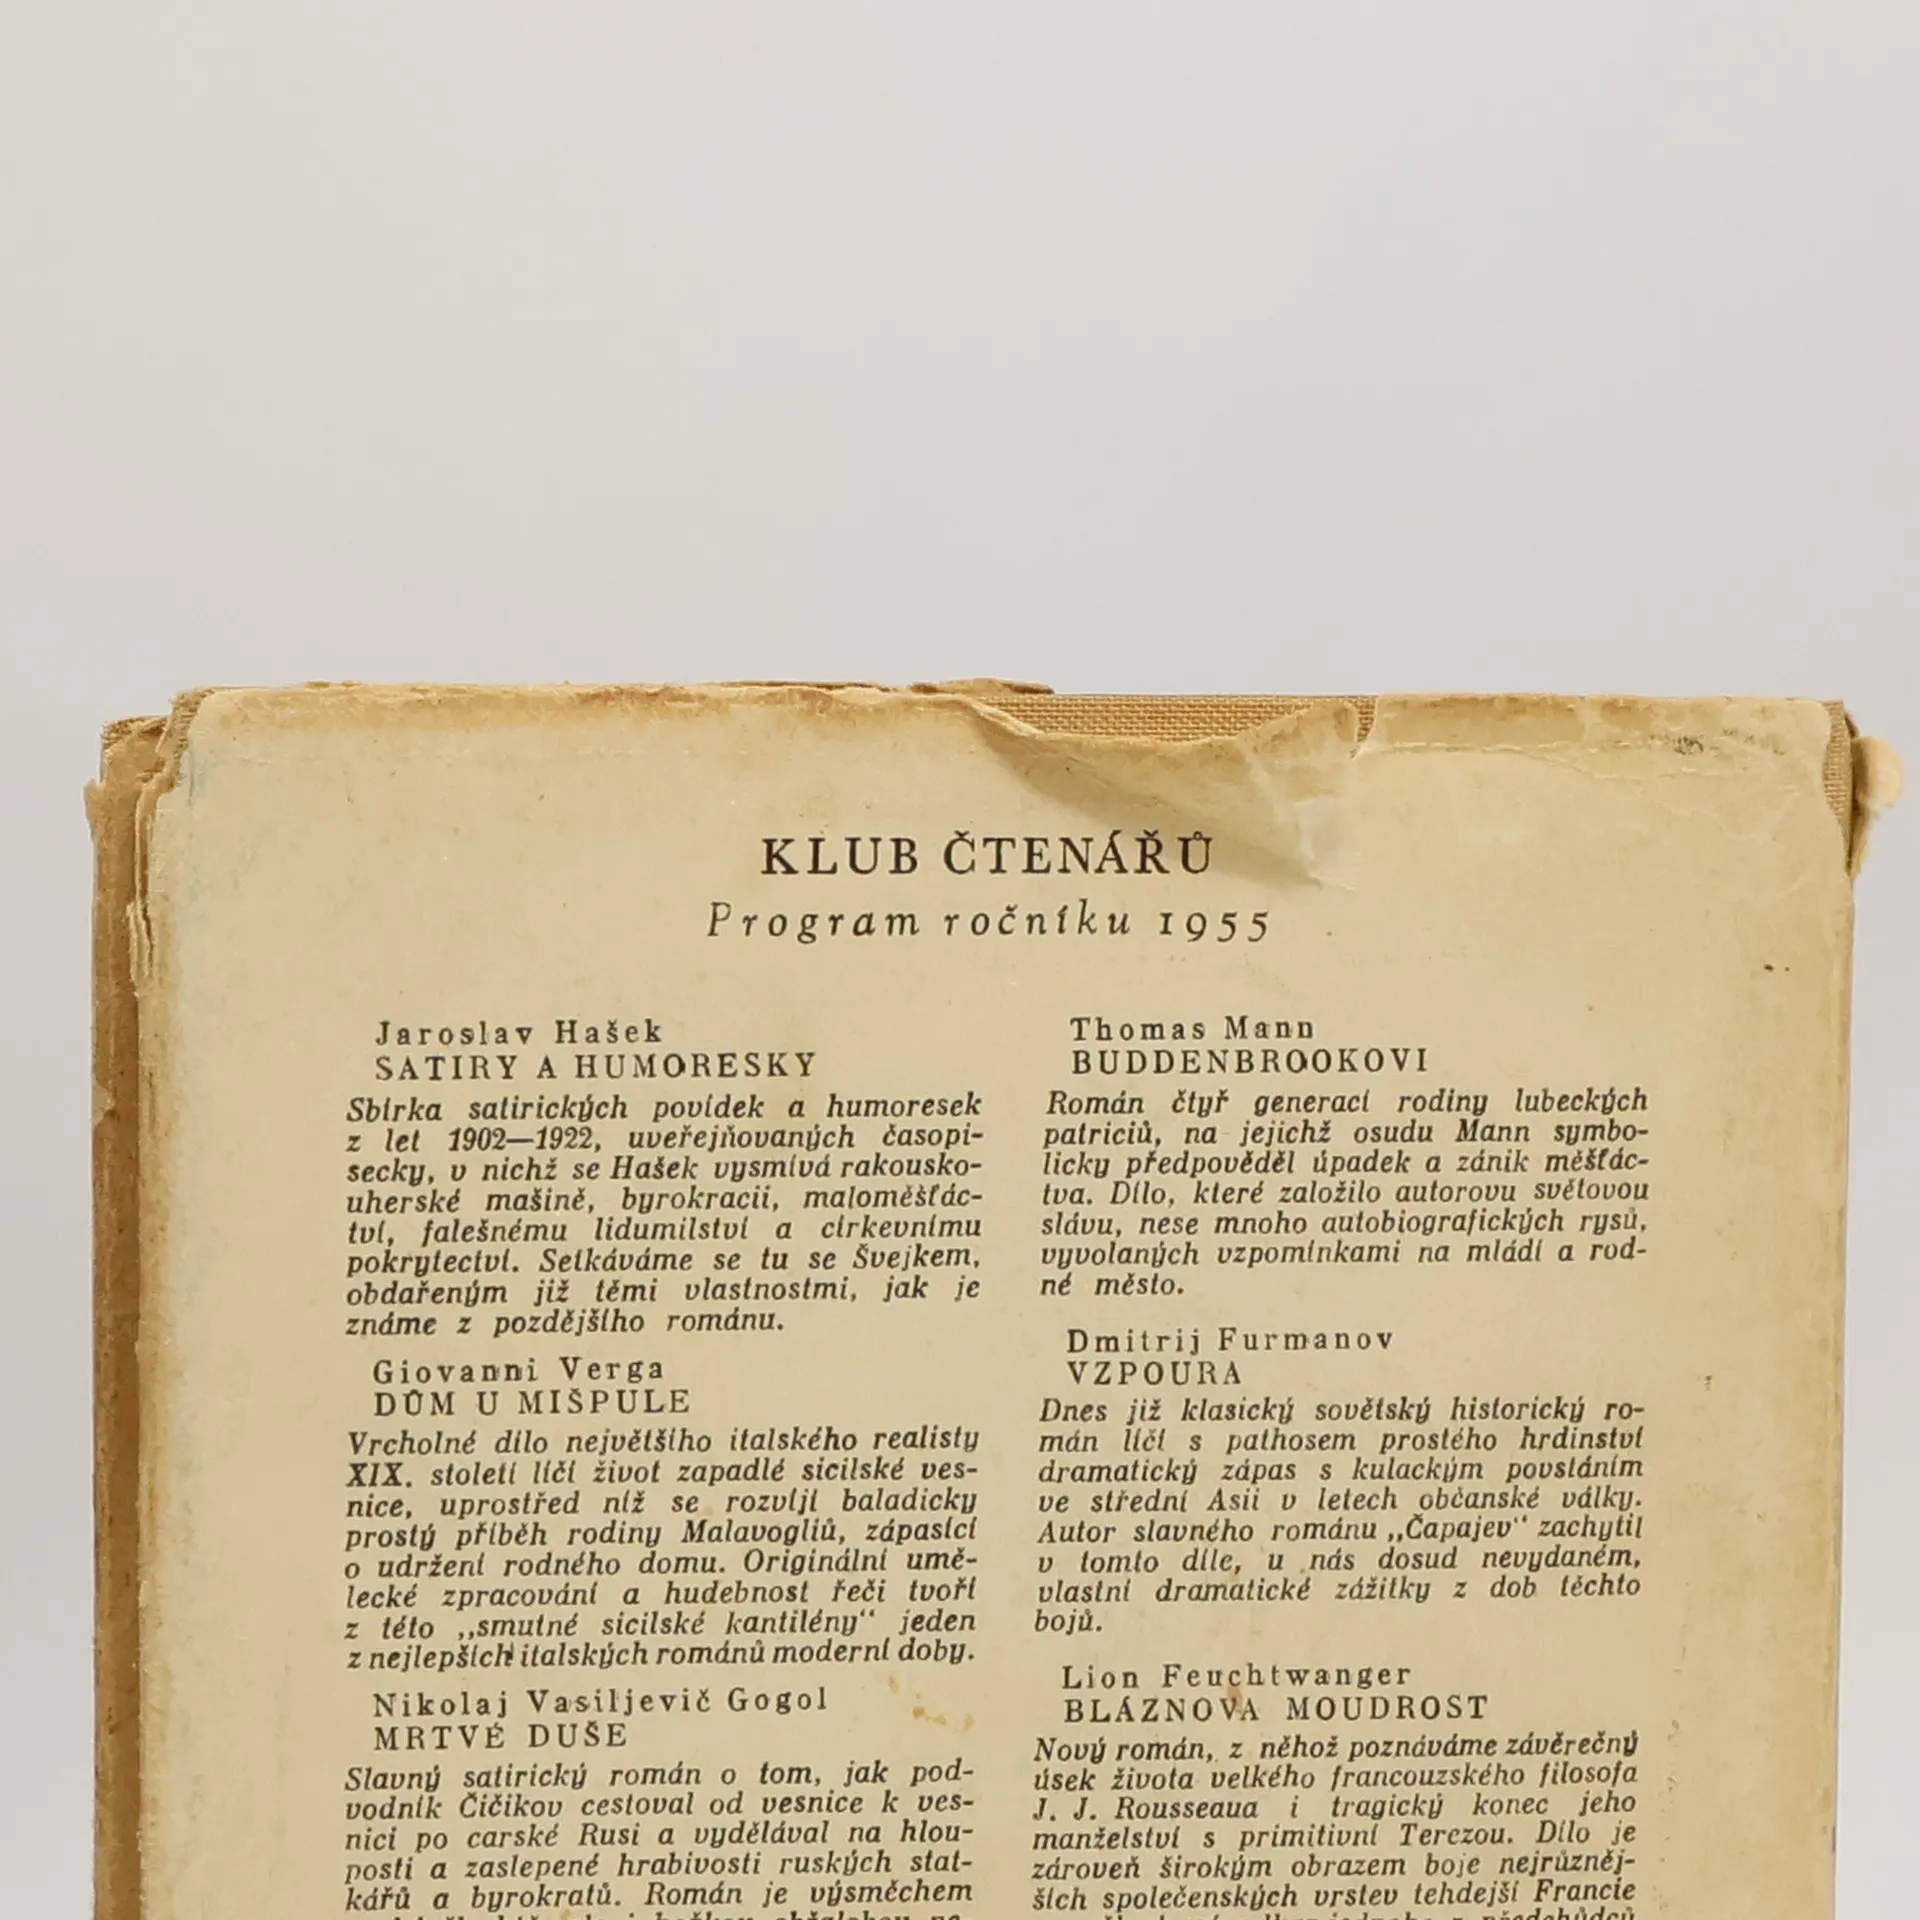 KLUB ČTENÁŘŮ
Program ročníku 1955
Jaroslav Hašek
SATIRY A HUMORESKY
Sbírka satirických povídek a humoresek
z let 1902—1922, uveřejňovaných časopi-
secky, v nichž se Hašek vysmívá rakousko-
uherské mašině, byrokracii, maloměšťác-
tví, falešnému lidumilství a církevnímu
pokrytectví. Setkáváme se tu se Švejkem,
obdařeným již těmi vlastnostmi, jak je
známe z pozdějšího románu.
Giovanni Verga
DŮM U MIŠPULE
Vrcholné dílo největšího italského realisty
XIX. století líčí život zapadlé sicilské ves-
nice, uprostřed níž se rozvíjí baladicky
prostý příběh rodiny Malavogliů, zápasící
o udržení rodného domu. Originální umě-
lecké zpracování a hudebnost řeči tvoří
z této „smutné sicilské kantilény“ jeden
z nejlepších italských románů moderní doby.
Nikolaj Vasiljevič Gogol
MRTVÉ DUŠE
Slavný satirický román o tom, jak pod-
vodník Čičikov cestoval od vesnice k ves-
nici po carské Rusi a vydělával na hlou-
posti a zaslepené hrabivosti ruských stat-
kářů a byrokratů. Román je výsměchem
Thomas Mann
BUDDENBROOKOVI
Román čtyř generací rodiny lubeckých
patriciů, na jejichž osudu Mann symbo-
licky předpověděl úpadek a zánik měšťác-
tva. Dílo, které založilo autorovu světovou
slávu, nese mnoho autobiografických rysů,
vyvolaných vzpomínkami na mládí a rod-
né město.
Dmitrij Furmanov
VZPOURA
Dnes již klasický sovětský historický ro-
mán líčí s pathosem prostého hrdinství
dramatický zápas s kulackým povstáním
ve střední Asii v letech občanské války.
Autor slavného románu „Čapajev“ zachytil
v tomto díle, u nás dosud nevydaném,
vlastní dramatické zážitky z dob těchto
bojů.
Lion Feuchtwanger
BLÁZNOVA MOUDROST
Nový román, z něhož poznáváme závěrečný
úsek života velkého francouzského filosofa
J. J. Rousseaua i tragický konec jeho
manželství s primitivní Terezou. Dílo je
zároveň širokým obrazem boje nejrůzněj-
ších společenských vrstev tehdejší Francie